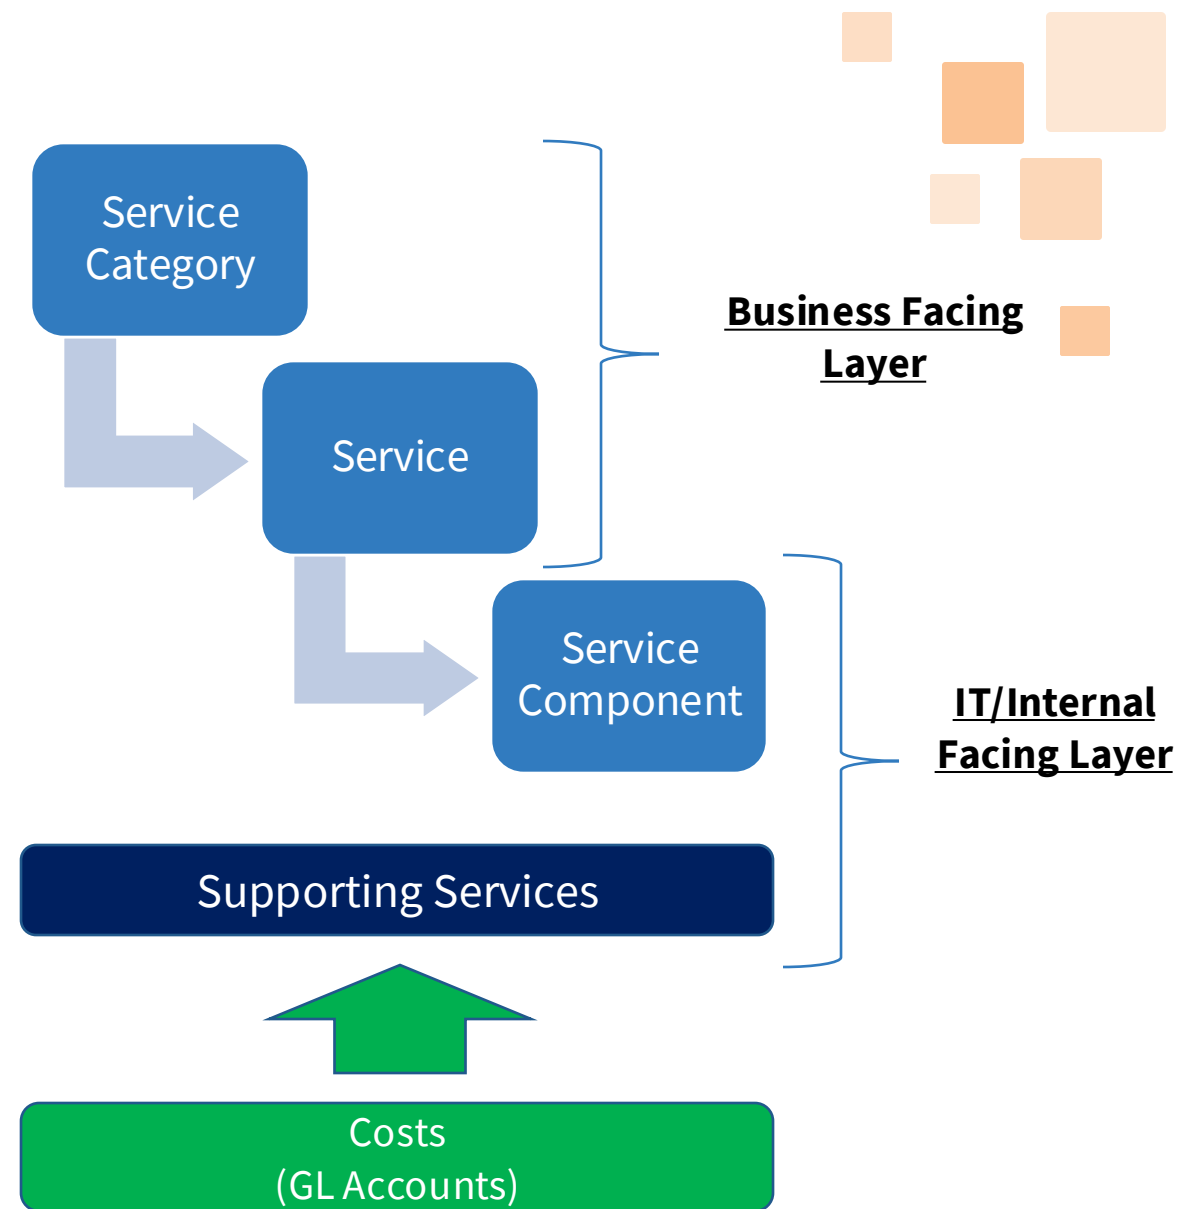 Service
Category
Business Facing
Layer
Service
Service
Component
IT/Internal
Facing Layer
Supporting Services
Costs
(GL Accounts)